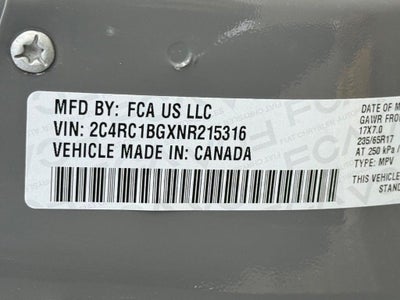 MFD BY: FCA US LLC
VIN: 2C4RC1BGXNR215316
VEHICLE MADE IN: CANADA
DATE OF M
GAWR FRON
17X7.0
235/65R17
AT 250 kPa /
TYPE: MPV
THIS VEHICLE
STAND